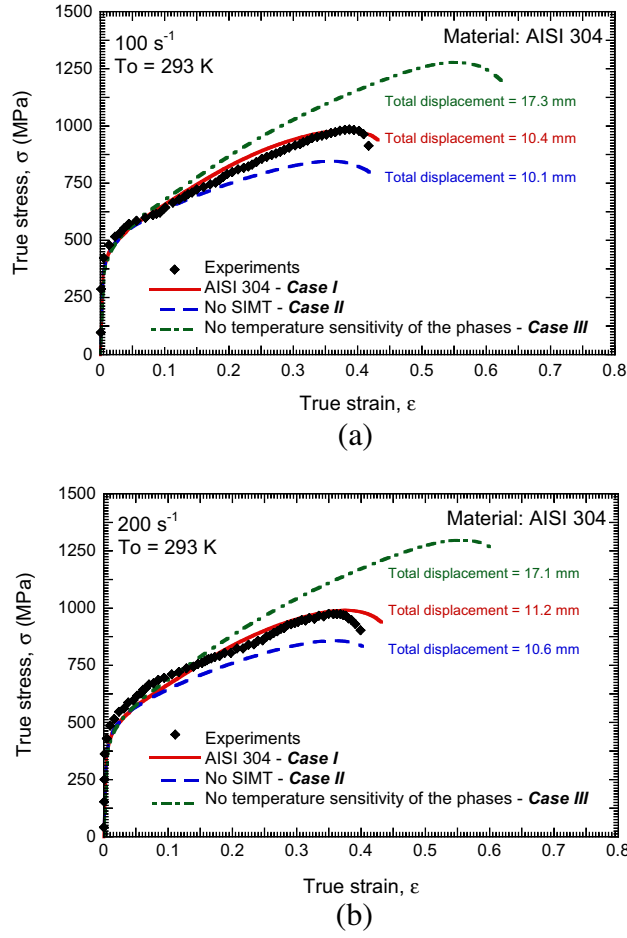 1500
100 s⁻¹
To = 293 K
Material: AISI 304
1250
Total displacement = 17.3 mm
1000
Total displacement = 10.4 mm
750
Total displacement = 10.1 mm
500
Experiments
AISI 304 - Case I
250
No SIMT - Case II
No temperature sensitivity of the phases - Case III
0
0 0.1 0.2 0.3 0.4 0.5 0.6 0.7 0.8
True stress, σ (MPa)
True strain, ε
(a)
1500
200 s⁻¹
To = 293 K
Material: AISI 304
1250
Total displacement = 17.1 mm
1000
Total displacement = 11.2 mm
750
Total displacement = 10.6 mm
500
Experiments
AISI 304 - Case I
250
No SIMT - Case II
No temperature sensitivity of the phases - Case III
0
0 0.1 0.2 0.3 0.4 0.5 0.6 0.7 0.8
True stress, σ (MPa)
True strain, ε
(b)